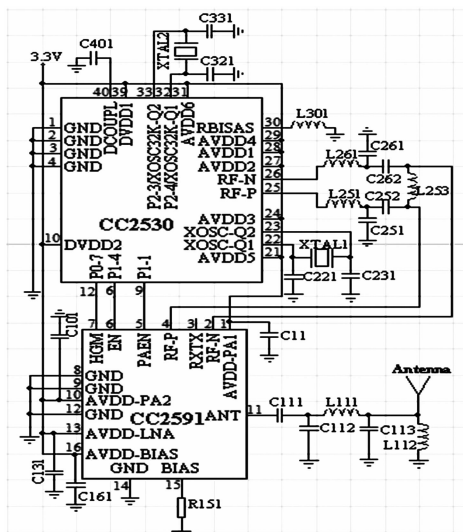 C331
XTAL2
C401
C321
3.3V
40 39 33 32 31
DCOUPL
DVDD1
P2-3/XOSC32K-Q2
P2-4/XOSC32K-Q1
AVDD6
1 GND
2 GND
3 GND
4 GND
RBISAS 30 L301
AVDD4 29
AVDD1 28
AVDD2 27
RF-N 26 L261 C261 C262
RF-P 25 L251 C252 L253
C251
CC2530
AVDD3 24
XOSC-Q2 23
XOSC-Q1 22 XTAL1
AVDD5 21
C221 C231
10 DVDD2
P0-7
P1-4
P1-1
12 6 9
C101
7 6 5 4 3 2 1
HGM
EN
PAEN
RF-P
RXTX
RF-N
AVDD-PA1
C11
8 GND
9 GND
10 AVDD-PA2
12 GND
CC2591
ANT 11 C111 L111
C112 C113
L112
Antenna
13 AVDD-LNA
16 AVDD-BIAS
C131
C161
GND BIAS
14 15
R151